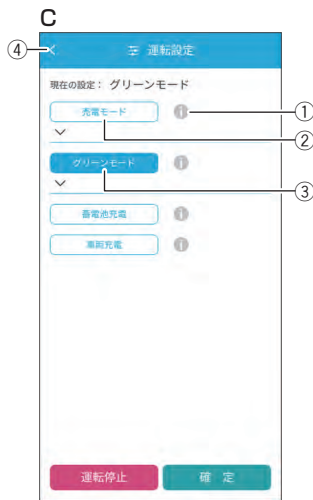 C
④
運転設定
現在の設定： グリーンモード
売電モード
①
②
グリーンモード
③
蓄電池充電
車両充電
運転停止
確 定